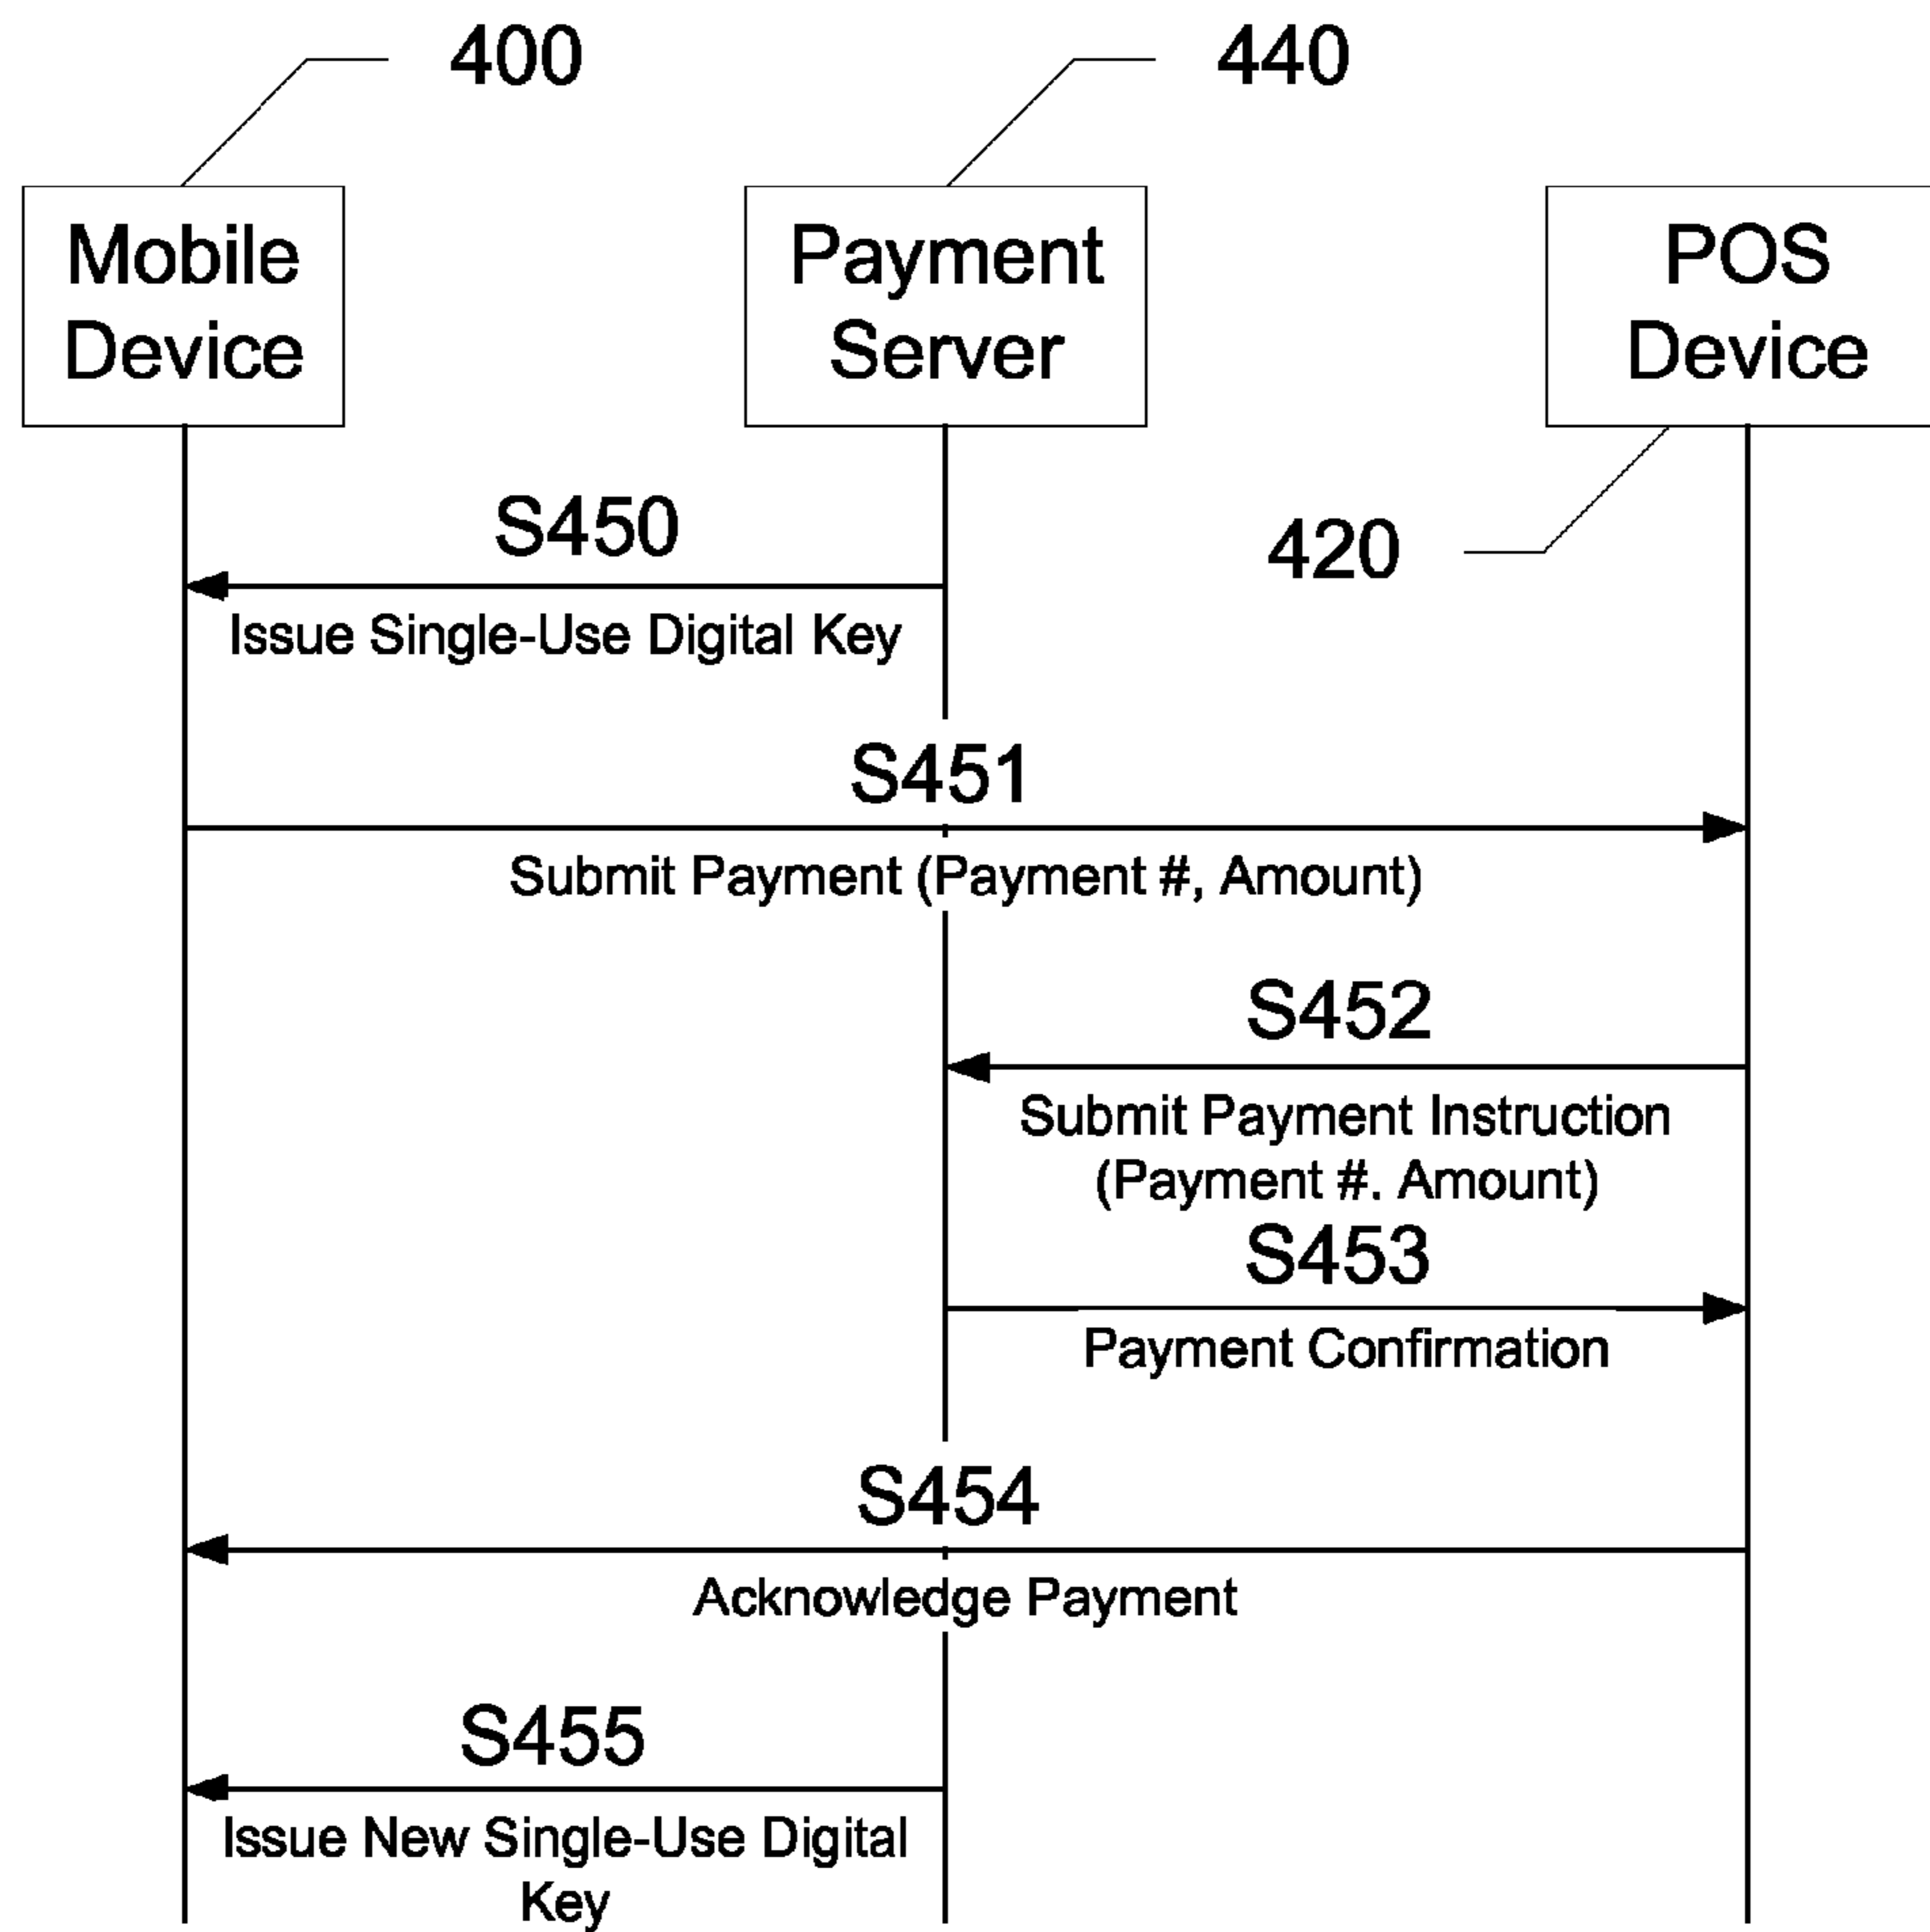 400
440
Mobile
Device
Payment
Server
POS
Device
S450
420
Issue Single-Use Digital Key
S451
Submit Payment (Payment #, Amount)
S452
Submit Payment Instruction
(Payment #. Amount)
S453
Payment Confirmation
S454
Acknowledge Payment
S455
Issue New Single-Use Digital
Key